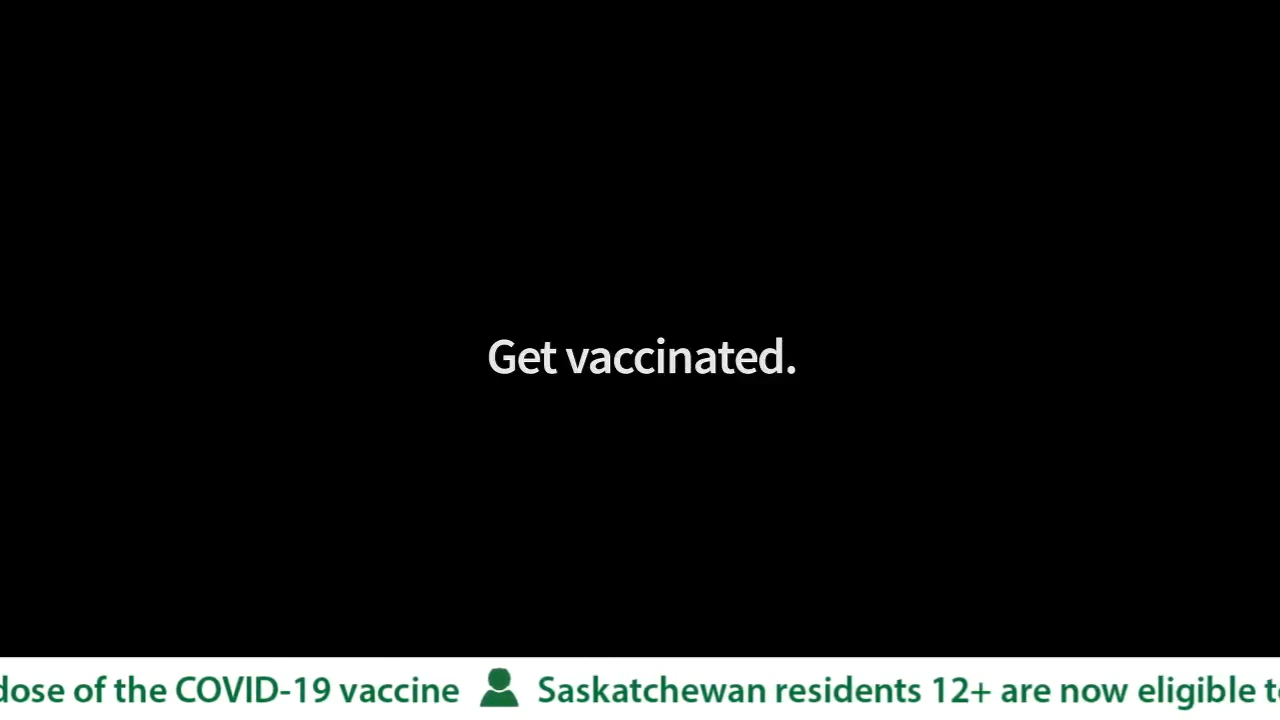 Get vaccinated.
dose of the COVID-19 vaccine Saskatchewan residents 12+ are now eligible